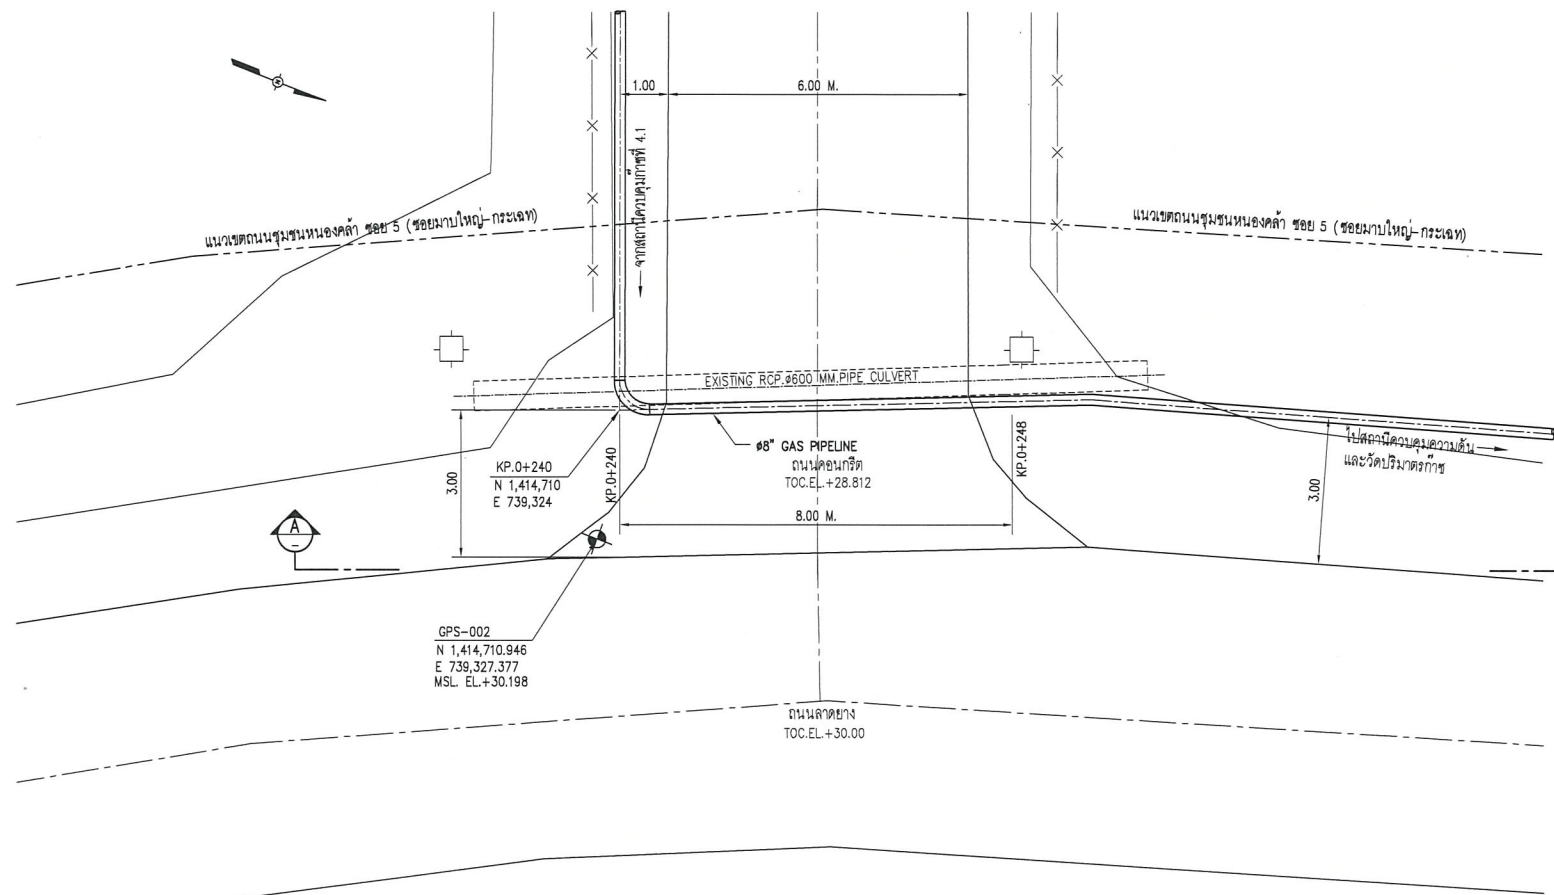 N
1.00
6.00 M.
จากสถานีควบคุมก๊าซที่ 4.1
แนวเขตถนนชุมชนหนองคล้า ซอย 5 (ซอยมาบใหญ่-กระเฉท)
แนวเขตถนนชุมชนหนองคล้า ซอย 5 (ซอยมาบใหญ่-กระเฉท)
EXISTING RCP.ø600 MM.PIPE CULVERT
ø8" GAS PIPELINE
ถนนคอนกรีต
TOC.EL.+28.812
KP.0+240
N 1,414,710
E 739,324
3.00
KP.0+240
KP.0+248
ไปสถานีควบคุมความดัน
และวัดปริมาตรก๊าซ
3.00
8.00 M.
A
-
GPS-002
N 1,414,710.946
E 739,327.377
MSL. EL.+30.198
ถนนลาดยาง
TOC.EL.+30.00